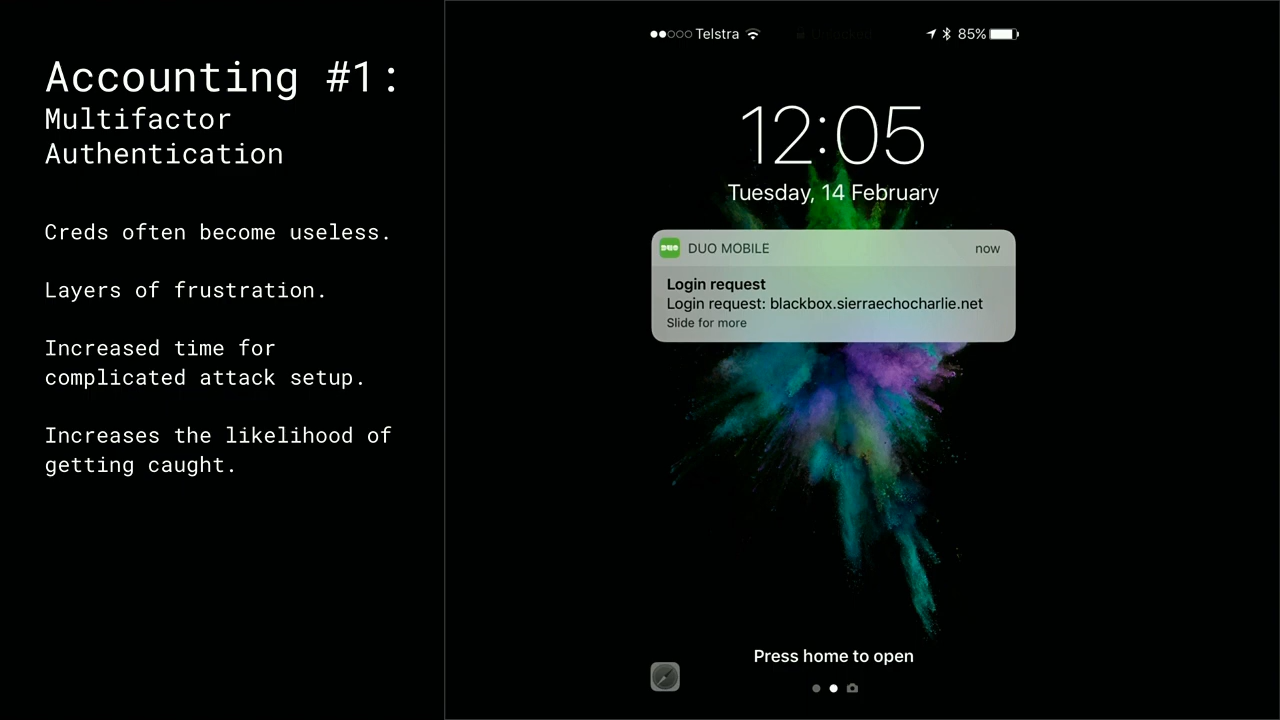 Accounting #1:
Multifactor
Authentication
Creds often become useless.
Layers of frustration.
Increased time for
complicated attack setup.
Increases the likelihood of
getting caught.
Telstra
85%
12:05
Tuesday, 14 February
DUO MOBILE
now
Login request
Login request: blackbox.sierraechocharlie.net
Slide for more
Press home to open